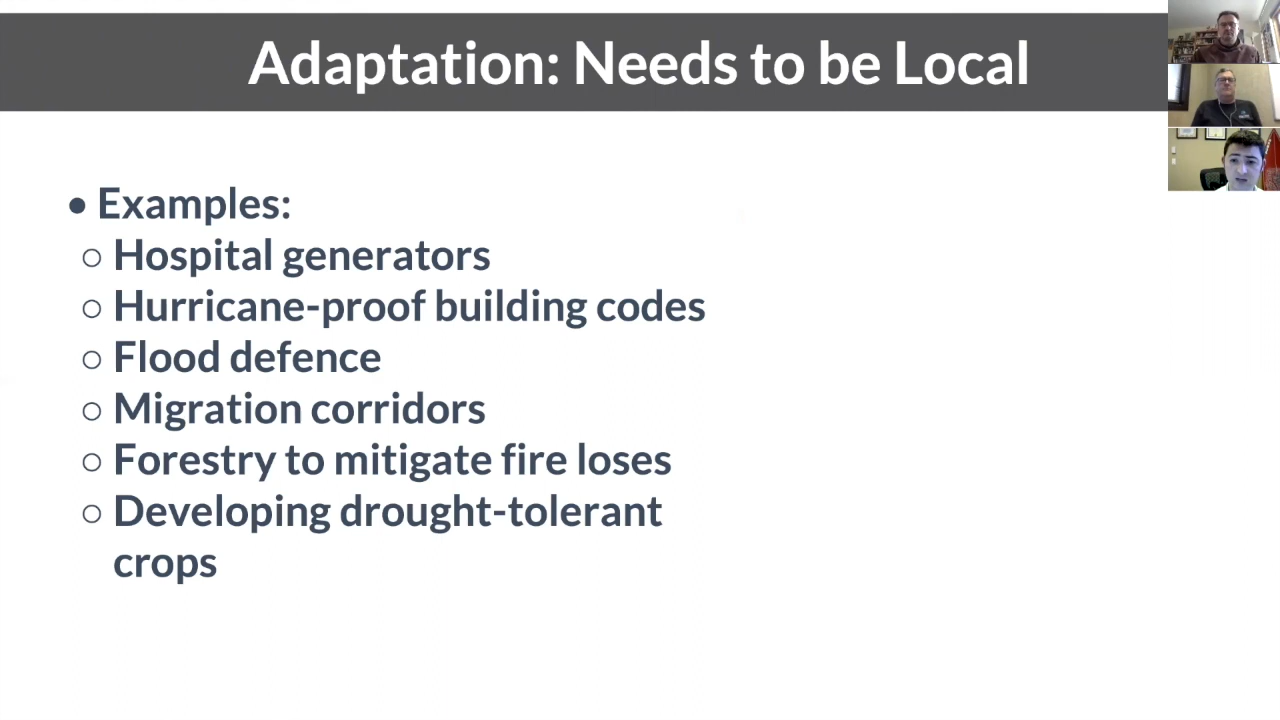 Adaptation: Needs to be Local
• Examples:
○ Hospital generators
○ Hurricane-proof building codes
○ Flood defence
○ Migration corridors
○ Forestry to mitigate fire loses
○ Developing drought-tolerant
crops